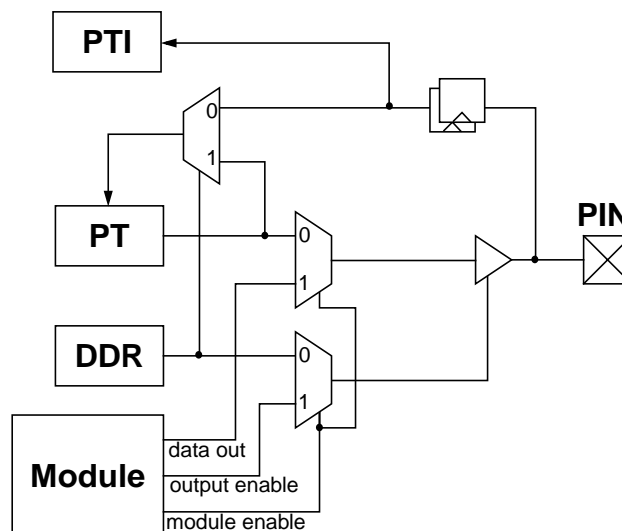 PTI
0
1
PIN
PT
0
1
DDR
0
1
Module
data out
output enable
module enable